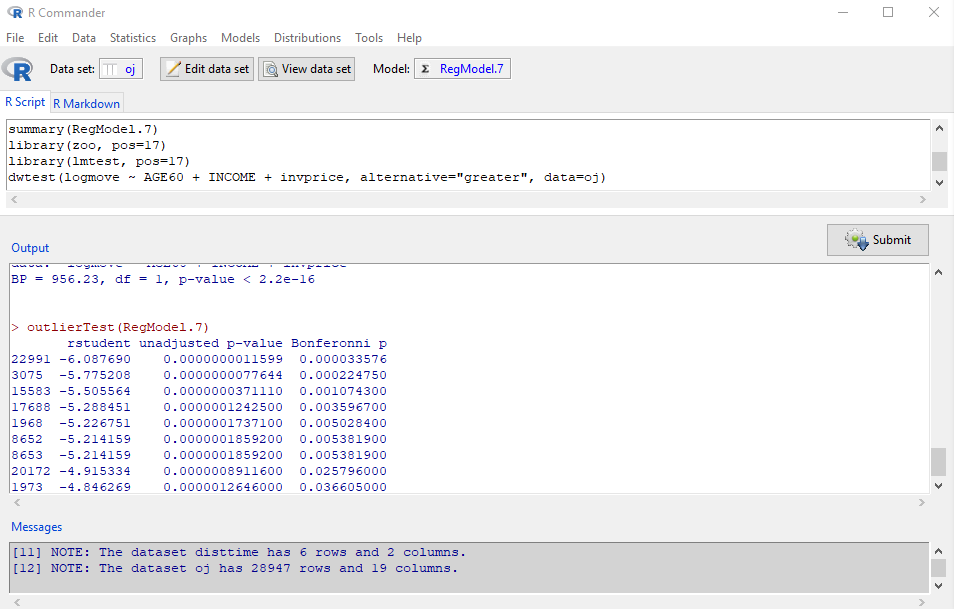 R Commander
File Edit Data Statistics Graphs Models Distributions Tools Help
R Data set: oj Edit data set View data set Model: Σ RegModel.7
R Script R Markdown
summary(RegModel.7)
library(zoo, pos=17)
library(lmtest, pos=17)
dwtest(logmove ~ AGE60 + INCOME + invprice, alternative="greater", data=oj)
Submit
Output
data: logmove ~ AGE60 + INCOME + invprice
BP = 956.23, df = 1, p-value < 2.2e-16
> outlierTest(RegModel.7)
rstudent unadjusted p-value Bonferonni p
22991 -6.087690 0.0000000011599 0.000033576
3075 -5.775208 0.0000000077644 0.000224750
15583 -5.505564 0.0000000371110 0.001074300
17688 -5.288451 0.0000001242500 0.003596700
1968 -5.226751 0.0000001737100 0.005028400
8652 -5.214159 0.0000001859200 0.005381900
8653 -5.214159 0.0000001859200 0.005381900
20172 -4.915334 0.0000008911600 0.025796000
1973 -4.846269 0.0000012646000 0.036605000
Messages
[11] NOTE: The dataset disttime has 6 rows and 2 columns.
[12] NOTE: The dataset oj has 28947 rows and 19 columns.